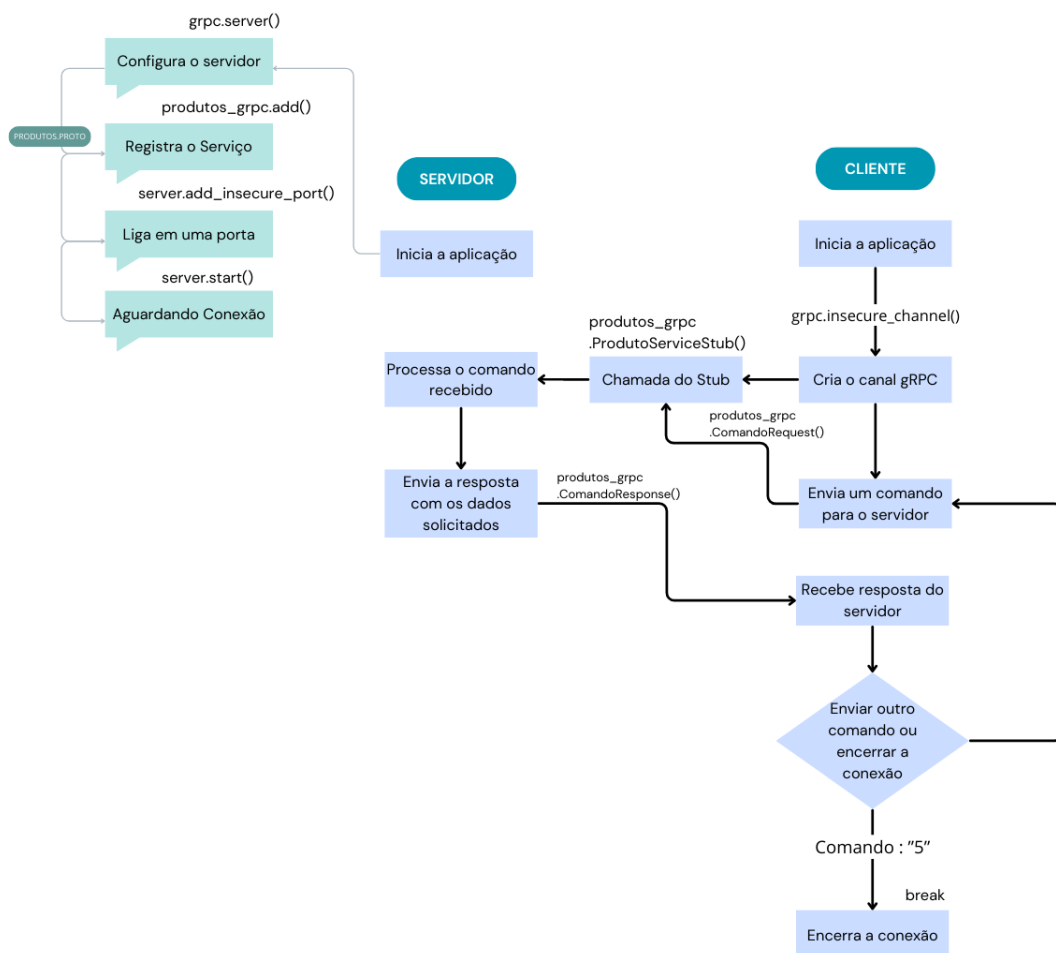 grpc.server()
Configura o servidor
produtos_grpc.add()
PRODUTOS.PROTO
Registra o Serviço
server.add_insecure_port()
Liga em uma porta
server.start()
Aguardando Conexão
SERVIDOR
Inicia a aplicação
CLIENTE
Inicia a aplicação
grpc.insecure_channel()
produtos_grpc
.ProdutoServiceStub()
Processa o comando
recebido
Chamada do Stub
Cria o canal gRPC
produtos_grpc
.ComandoRequest()
Envia a resposta
com os dados
solicitados
produtos_grpc
.ComandoResponse()
Envia um comando
para o servidor
Recebe resposta do
servidor
Enviar outro
comando ou
encerrar a
conexão
Comando : ”5”
break
Encerra a conexão